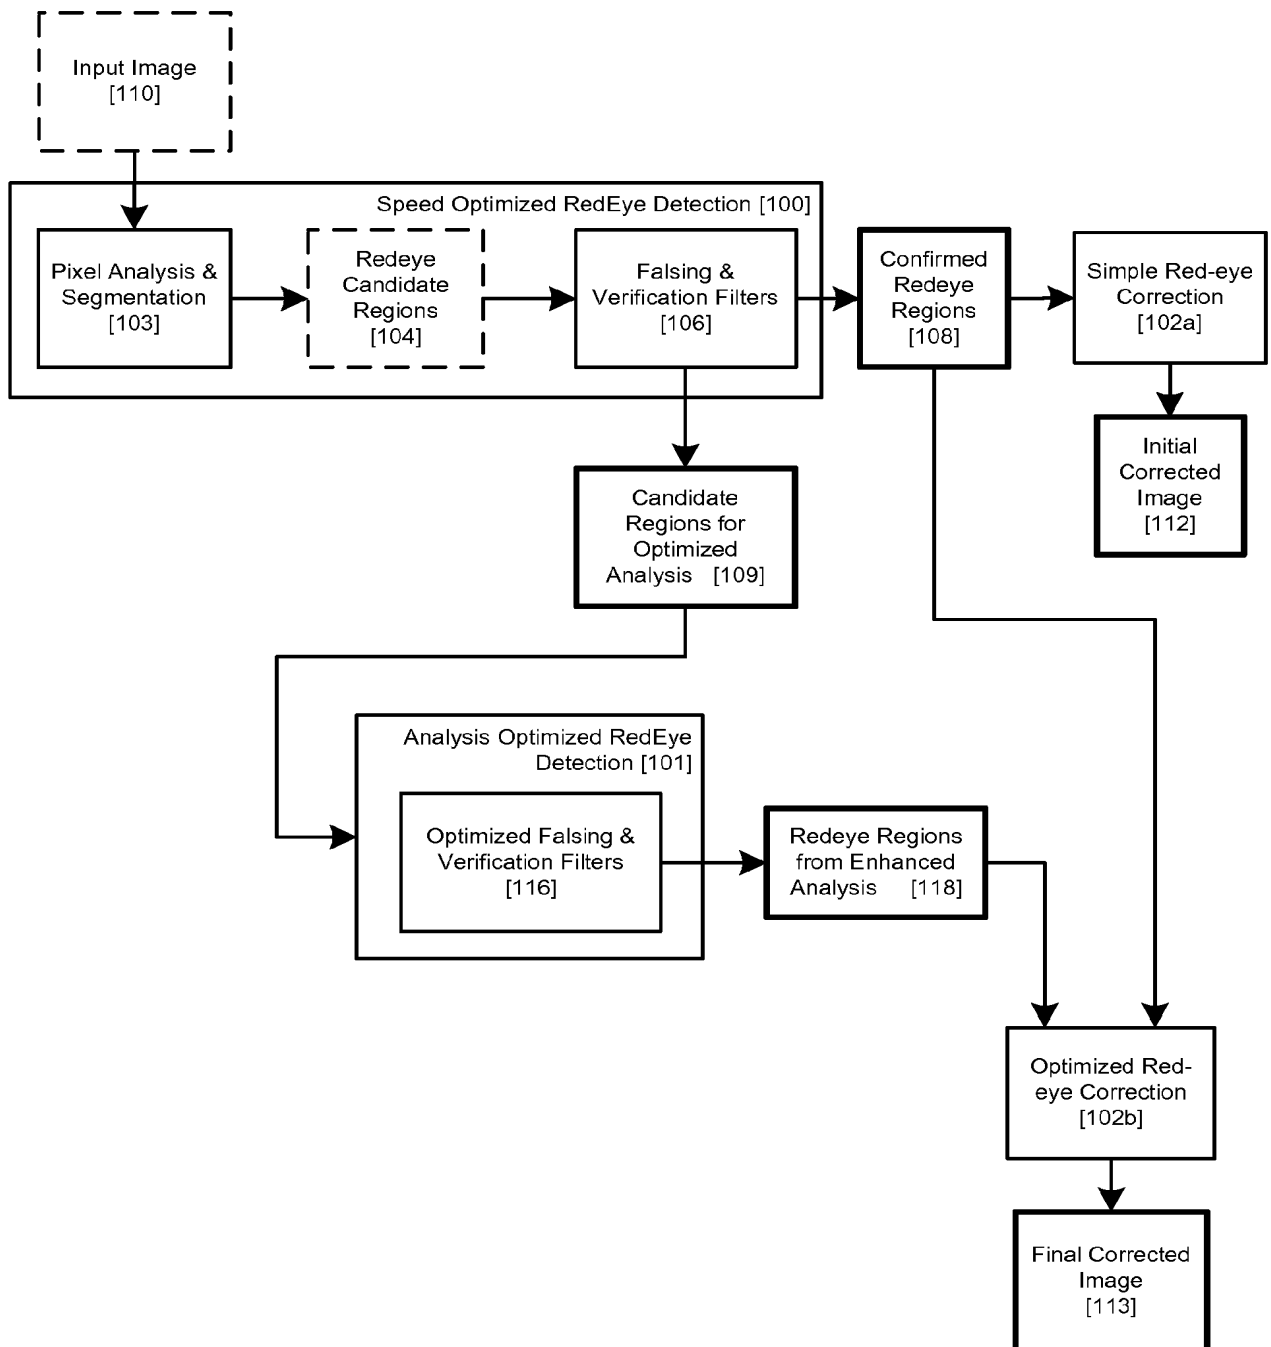 Input Image
[110]
Speed Optimized RedEye Detection [100]
Pixel Analysis &
Segmentation
[103]
Redeye
Candidate
Regions
[104]
Falsing &
Verification Filters
[106]
Confirmed
Redeye
Regions
[108]
Simple Red-eye
Correction
[102a]
Initial
Corrected
Image
[112]
Candidate
Regions for
Optimized
Analysis [109]
Analysis Optimized RedEye
Detection [101]
Optimized Falsing &
Verification Filters
[116]
Redeye Regions
from Enhanced
Analysis [118]
Optimized Red-
eye Correction
[102b]
Final Corrected
Image
[113]